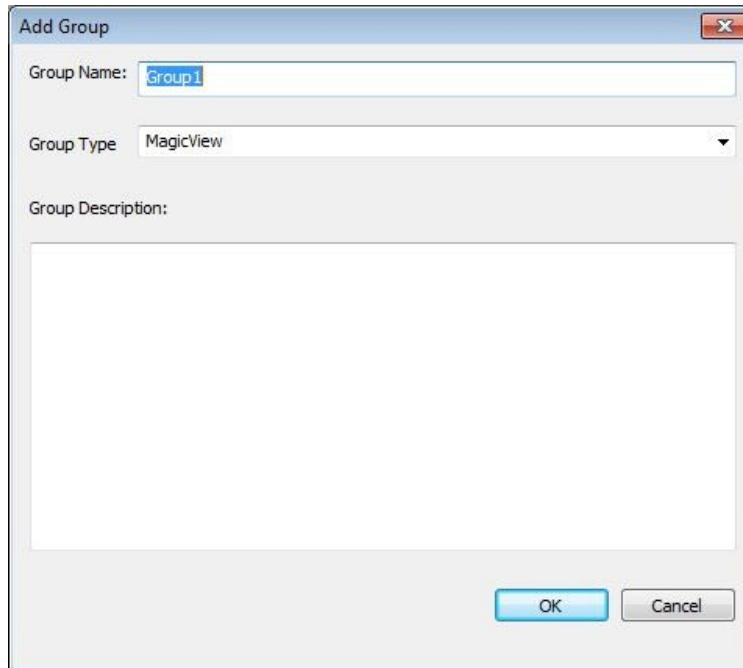 Add Group
Group Name: Group1
Group Type MagicView
Group Description:
OK Cancel